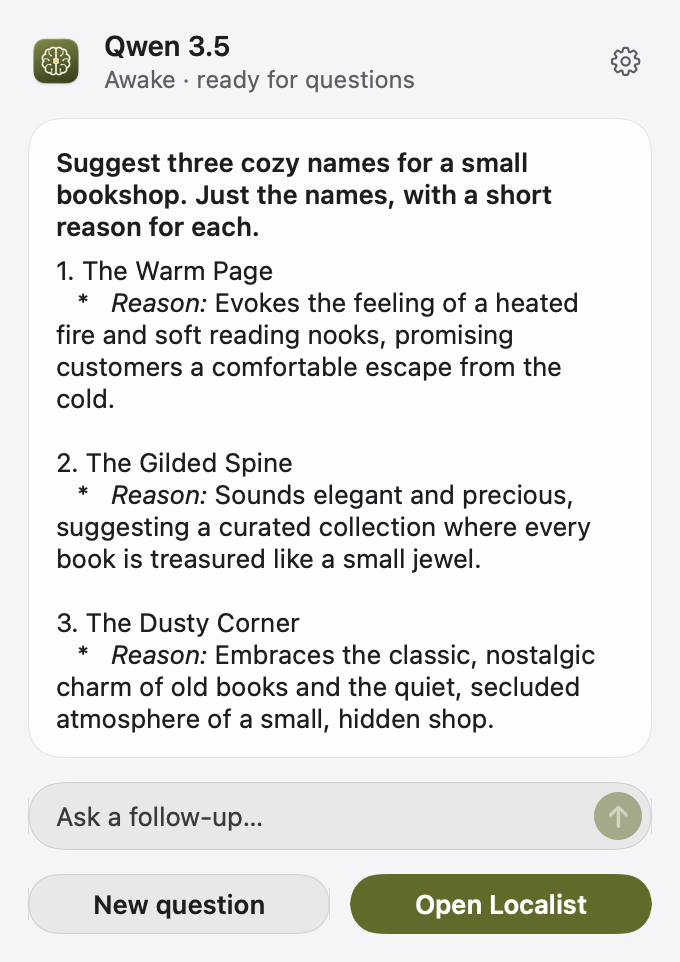 Qwen 3.5
Awake · ready for questions
Suggest three cozy names for a small
bookshop. Just the names, with a short
reason for each.
1. The Warm Page
* Reason: Evokes the feeling of a heated
fire and soft reading nooks, promising
customers a comfortable escape from the
cold.
2. The Gilded Spine
* Reason: Sounds elegant and precious,
suggesting a curated collection where every
book is treasured like a small jewel.
3. The Dusty Corner
* Reason: Embraces the classic, nostalgic
charm of old books and the quiet, secluded
atmosphere of a small, hidden shop.
Ask a follow-up...
New question
Open Localist